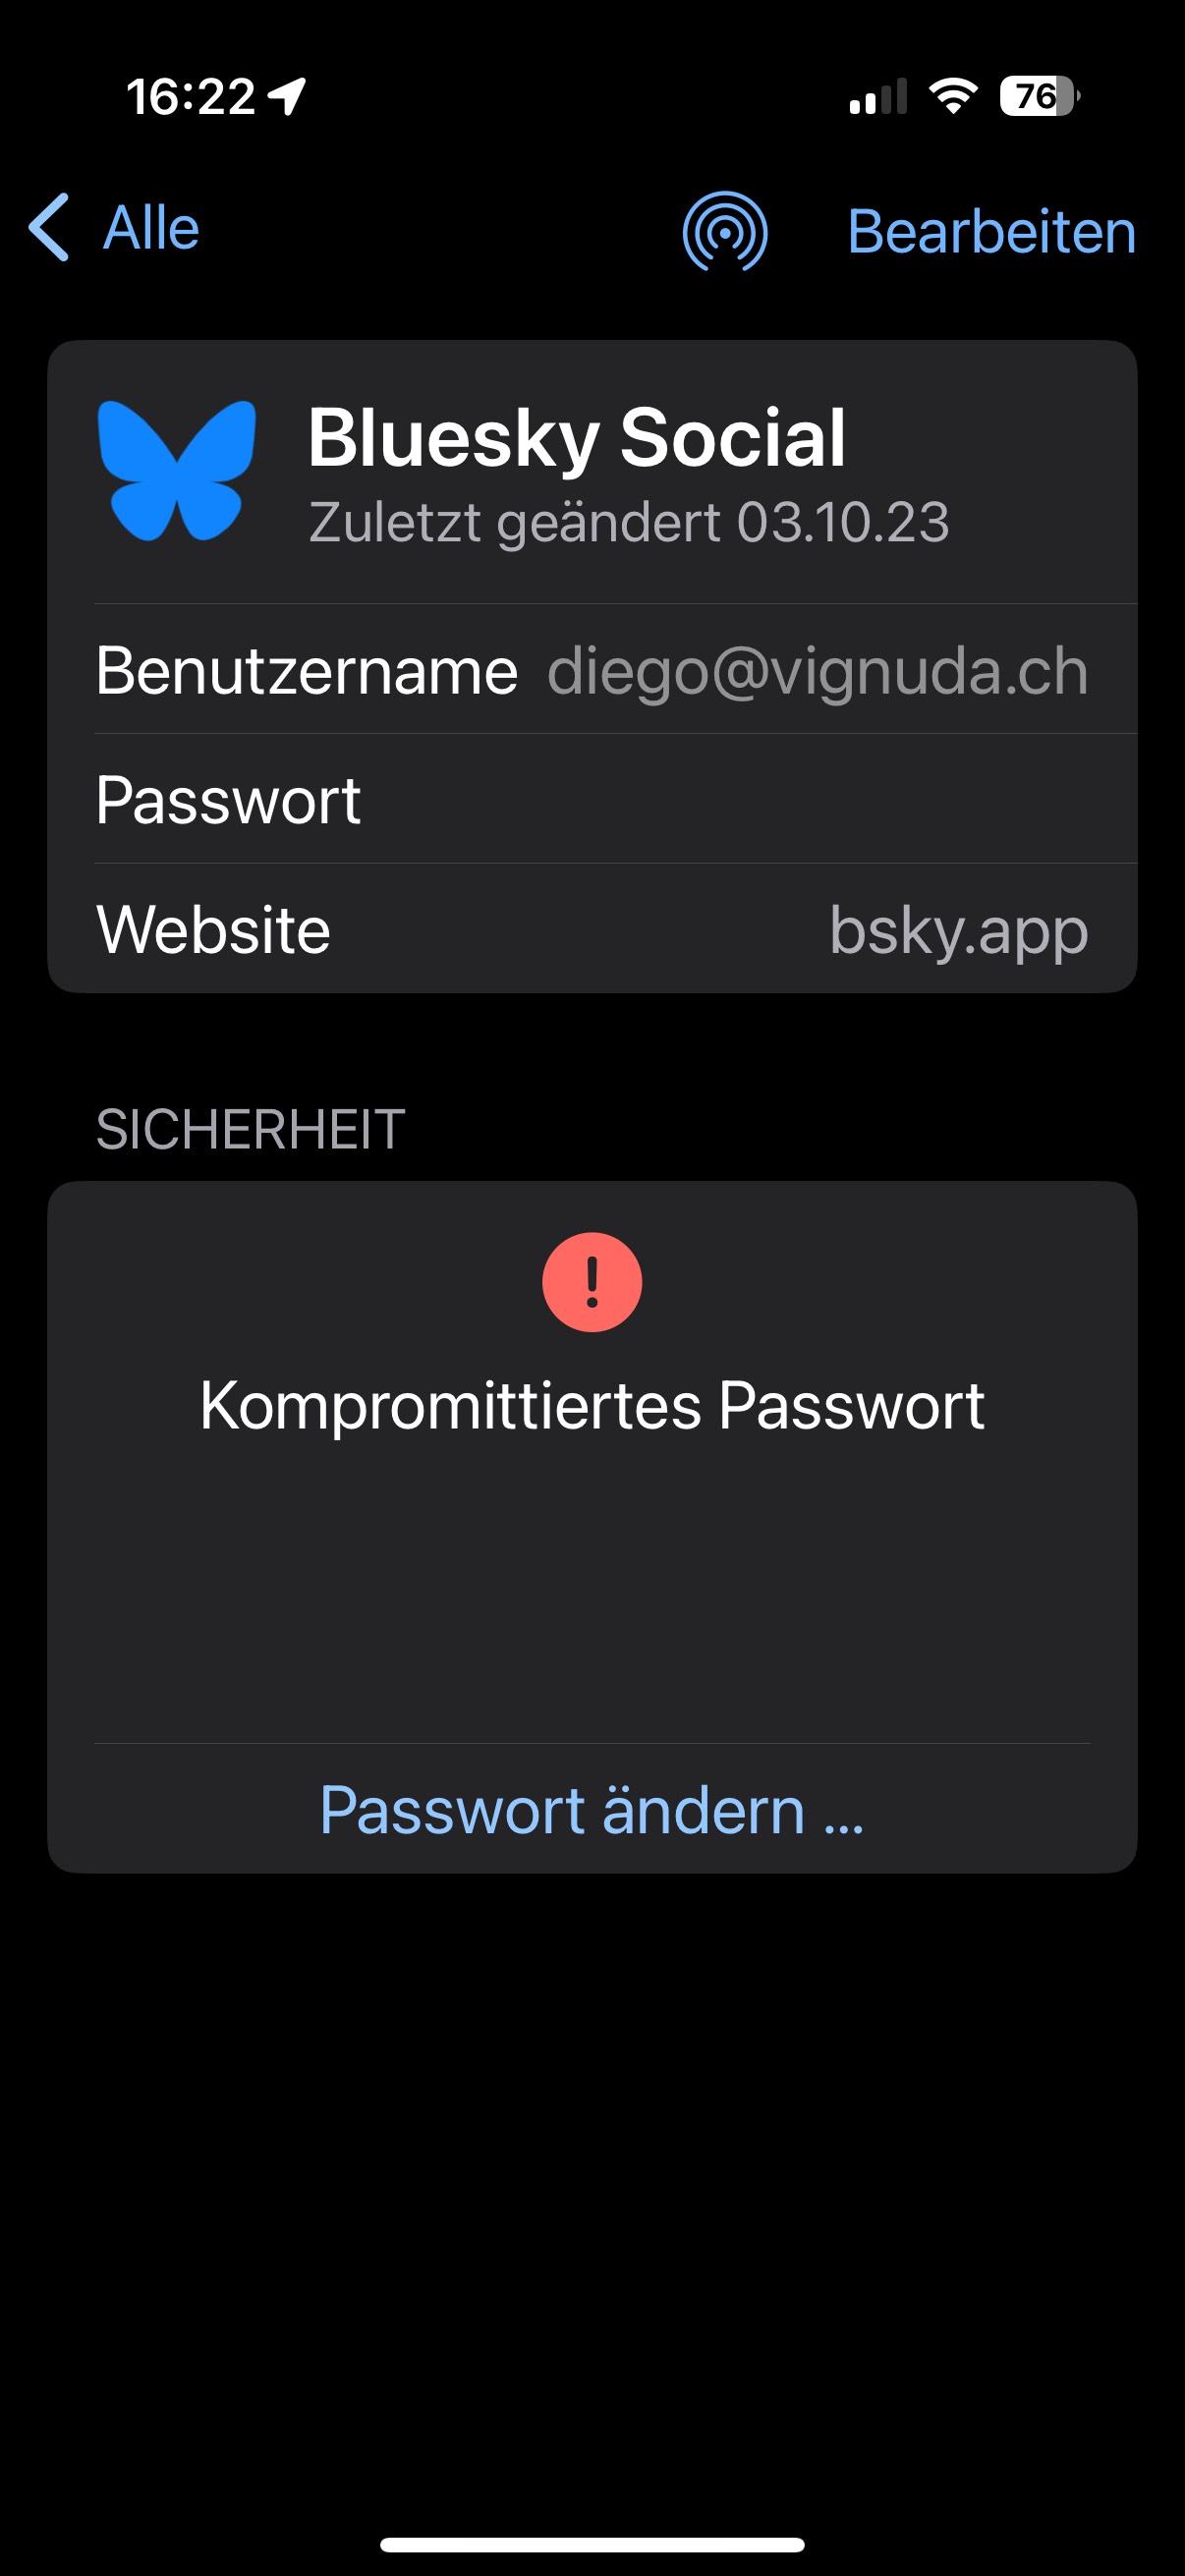 16:22
76
Alle
Bearbeiten
Bluesky Social
Zuletzt geändert 03.10.23
Benutzername diego@vignuda.ch
Passwort
Website bsky.app
SICHERHEIT
!
Kompromittiertes Passwort
Passwort ändern ...